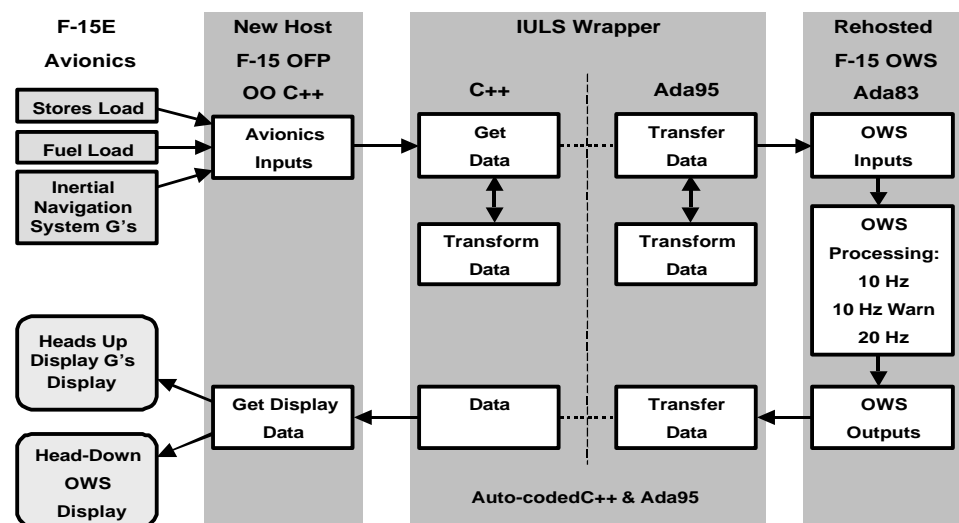 F-15E
Avionics
New Host
F-15 OFP
OO C++
IULS Wrapper
C++
Ada95
Rehosted
F-15 OWS
Ada83
Stores Load
Fuel Load
Inertial
Navigation
System G's
Avionics
Inputs
Get
Data
Transfer
Data
OWS
Inputs
Transform
Data
Transform
Data
OWS
Processing:
10 Hz
10 Hz Warn
20 Hz
Heads Up
Display G's
Display
Head-Down
OWS
Display
Get Display
Data
Data
Transfer
Data
OWS
Outputs
Auto-codedC++ & Ada95